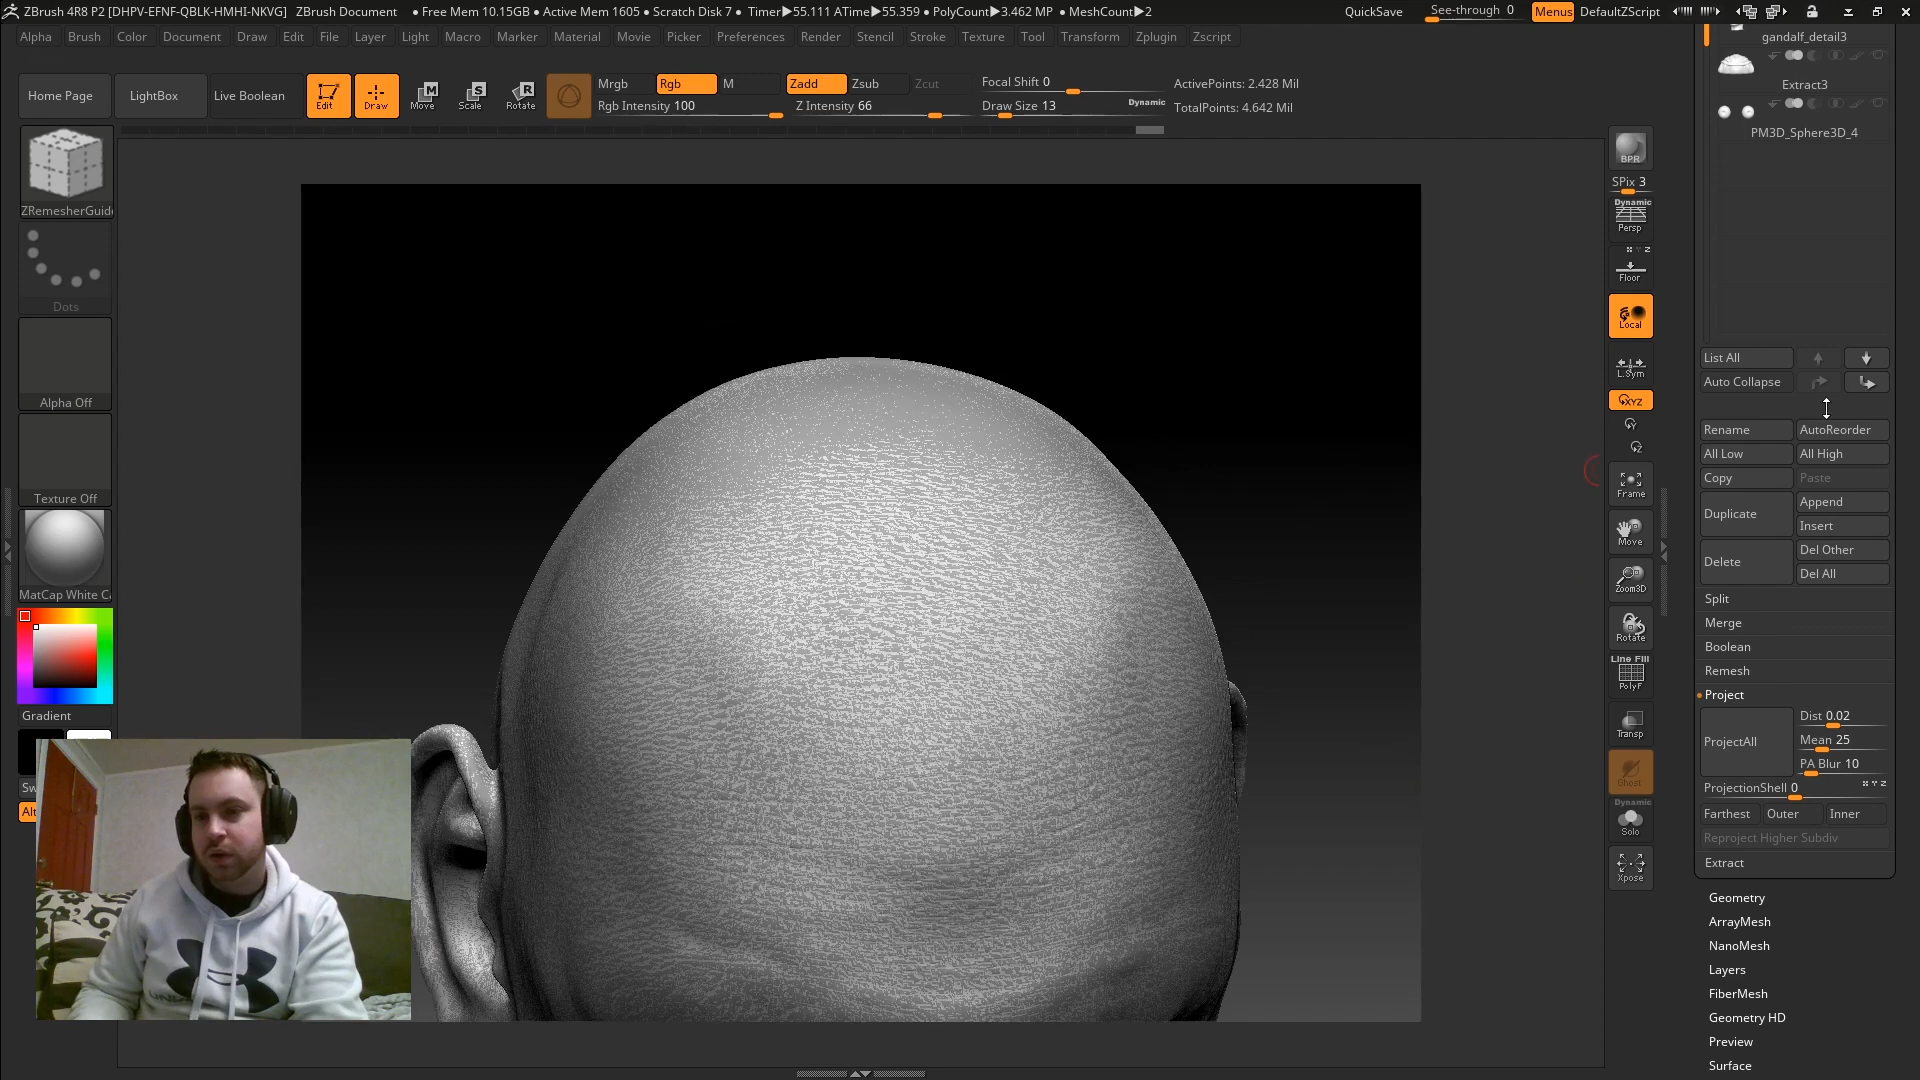 ZBrush 4R8 P2 [DHPV-EFNF-QBLK-HMHI-NKVG] ZBrush Document ● Free Mem 10.15GB ● Active Mem 1605 ● Scratch Disk 7 ● Timer▶55.111 ATime▶55.359 ● PolyCount▶3.462 MP ● MeshCount▶2 QuickSave See-through 0 Menus DefaultZScript
Alpha Brush Color Document Draw Edit File Layer Light Macro Marker Material Movie Picker Preferences Render Stencil Stroke Texture Tool Transform Zplugin Zscript
Home Page LightBox Live Boolean Edit Draw Move Scale Rotate
Mrgb Rgb M Zadd Zsub Zcut Focal Shift 0 ActivePoints: 2.428 Mil
Rgb Intensity 100 Z Intensity 66 Draw Size 13 Dynamic TotalPoints: 4.642 Mil
ZRemesherGuid
Dots
Alpha Off
Texture Off
MatCap White C
Gradient
Sw
Alt
BPR
SPix 3
Dynamic
Persp
Floor
Local
L.Sym
XYZ
Frame
Move
Zoom3D
Rotate
Line Fill
PolyF
Transp
Ghost
Dynamic
Solo
Xpose
gandalf_detail3
Extract3
PM3D_Sphere3D_4
List All
Auto Collapse
Rename AutoReorder
All Low All High
Copy Paste
Duplicate Append
Insert
Delete Del Other
Del All
Split
Merge
Boolean
Remesh
Project
ProjectAll Dist 0.02
Mean 25
PA Blur 10
ProjectionShell 0
Farthest Outer Inner
Reproject Higher Subdiv
Extract
Geometry
ArrayMesh
NanoMesh
Layers
FiberMesh
Geometry HD
Preview
Surface